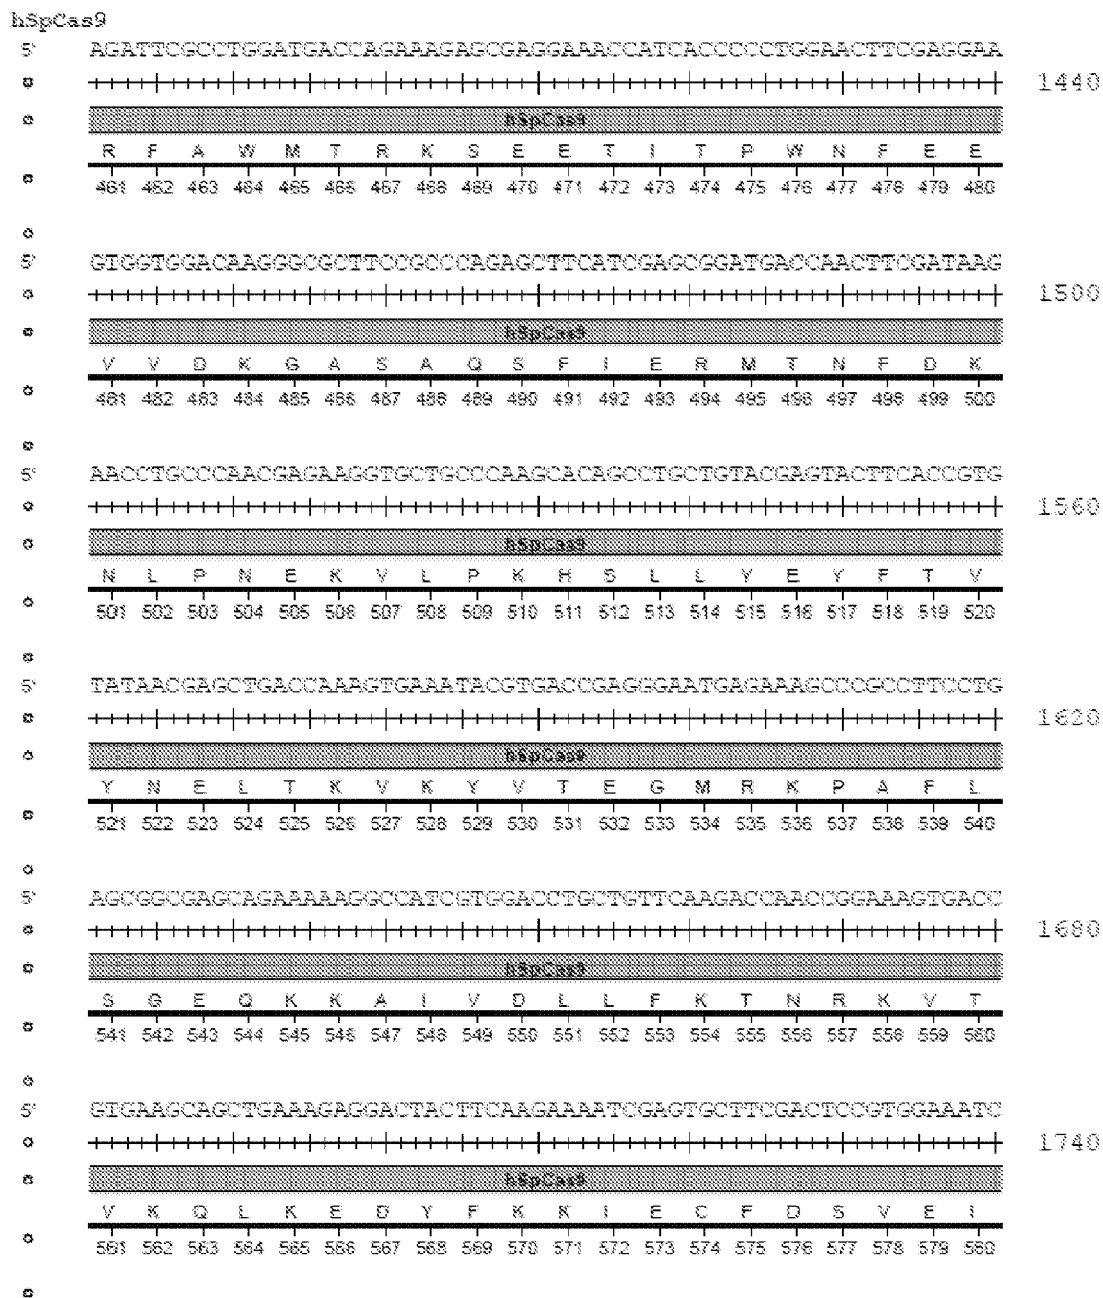 hSpCas9
5' AGATTCGCCTGGATGACCAGAAAGAGCGAGGAAACCATCACCCCCTGGAACTTCGAGGAA
1440
hSpCas9
R F A W M T R K S E E T I T P W N F E E
461 462 463 464 465 466 467 468 469 470 471 472 473 474 475 476 477 478 479 480
5' GTGGTGGACAAGGGCGCTTCCGCCCAGAGCTTCATCGAGCGGATGACCAACTTCGATAAG
1500
hSpCas9
V V D K G A S A Q S F I E R M T N F D K
481 482 483 484 485 486 487 488 489 490 491 492 493 494 495 496 497 498 499 500
5' AACCTGCCCAACGAGAAGGTGCTGCCCAAGCACAGCCTGCTGTACGAGTACTTCACCGTG
1560
hSpCas9
N L P N E K V L P K H S L L Y E Y F T V
501 502 503 504 505 506 507 508 509 510 511 512 513 514 515 516 517 518 519 520
5' TATAACGAGCTGACCAAAGTGAAATACGTGACCGAGGGAATGAGAAAGCCCGCCTTCCTG
1620
hSpCas9
Y N E L T K V K Y V T E G M R K P A F L
521 522 523 524 525 526 527 528 529 530 531 532 533 534 535 536 537 538 539 540
5' AGCGGCGAGCAGAAAAAGGCCATCGTGGACCTGCTGTTCAAGACCAACCGGAAAGTGACC
1680
hSpCas9
S G E Q K K A I V D L L F K T N R K V T
541 542 543 544 545 546 547 548 549 550 551 552 553 554 555 556 557 558 559 560
5' GTGAAGCAGCTGAAAGAGGACTACTTCAAGAAAATCGAGTGCTTCGACTCCGTGGAAATC
1740
hSpCas9
V K Q L K E D Y F K K I E C F D S V E I
561 562 563 564 565 566 567 568 569 570 571 572 573 574 575 576 577 578 579 580